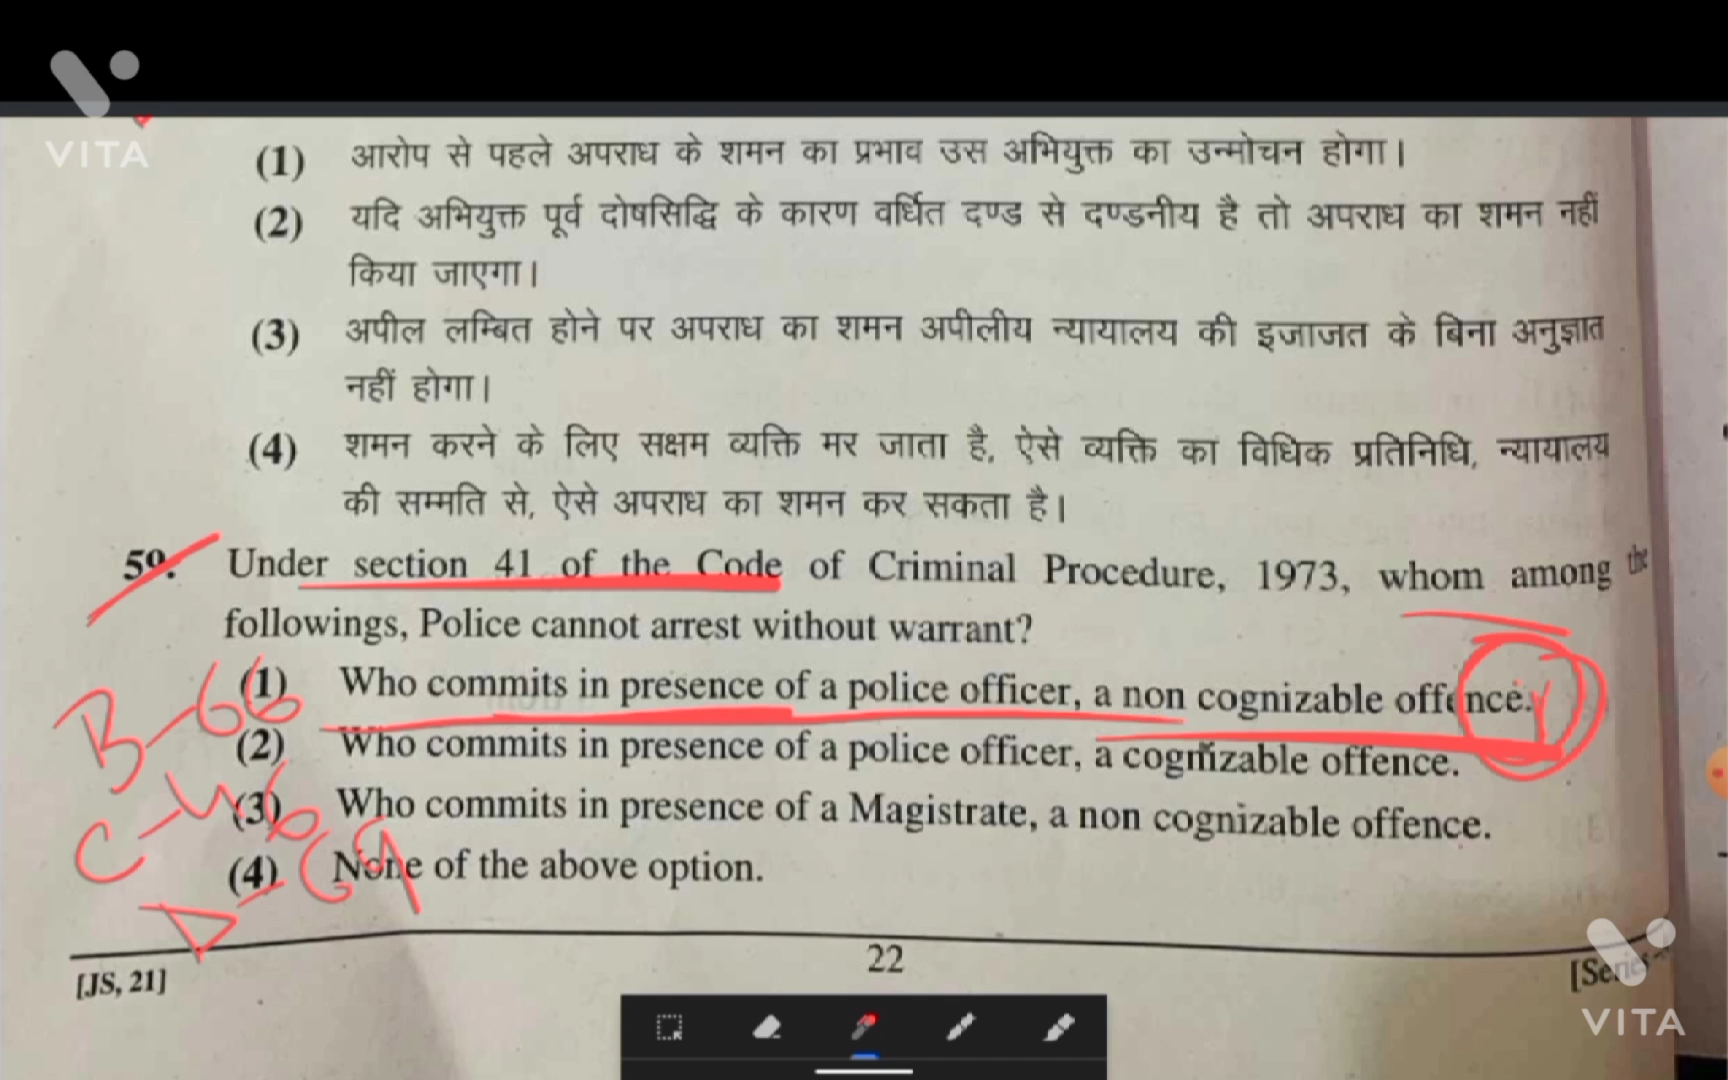 VITA
(1) आरोप से पहले अपराध के शमन का प्रभाव उस अभियुक्त का उन्मोचन होगा।
(2) यदि अभियुक्त पूर्व दोषसिद्धि के कारण वर्धित दण्ड से दण्डनीय है तो अपराध का शमन नहीं
किया जाएगा।
(3) अपील लम्बित होने पर अपराध का शमन अपीलीय न्यायालय की इजाजत के बिना अनुज्ञात
नहीं होगा।
(4) शमन करने के लिए सक्षम व्यक्ति मर जाता है, ऐसे व्यक्ति का विधिक प्रतिनिधि, न्यायालय
की सम्मति से, ऐसे अपराध का शमन कर सकता है।
59. Under section 41 of the Code of Criminal Procedure, 1973, whom among the
followings, Police cannot arrest without warrant?
(1) Who commits in presence of a police officer, a non cognizable offence.
(2) Who commits in presence of a police officer, a cognizable offence.
(3) Who commits in presence of a Magistrate, a non cognizable offence.
(4) None of the above option.
B-66
C-46
D-69
[JS, 21]
22
VITA